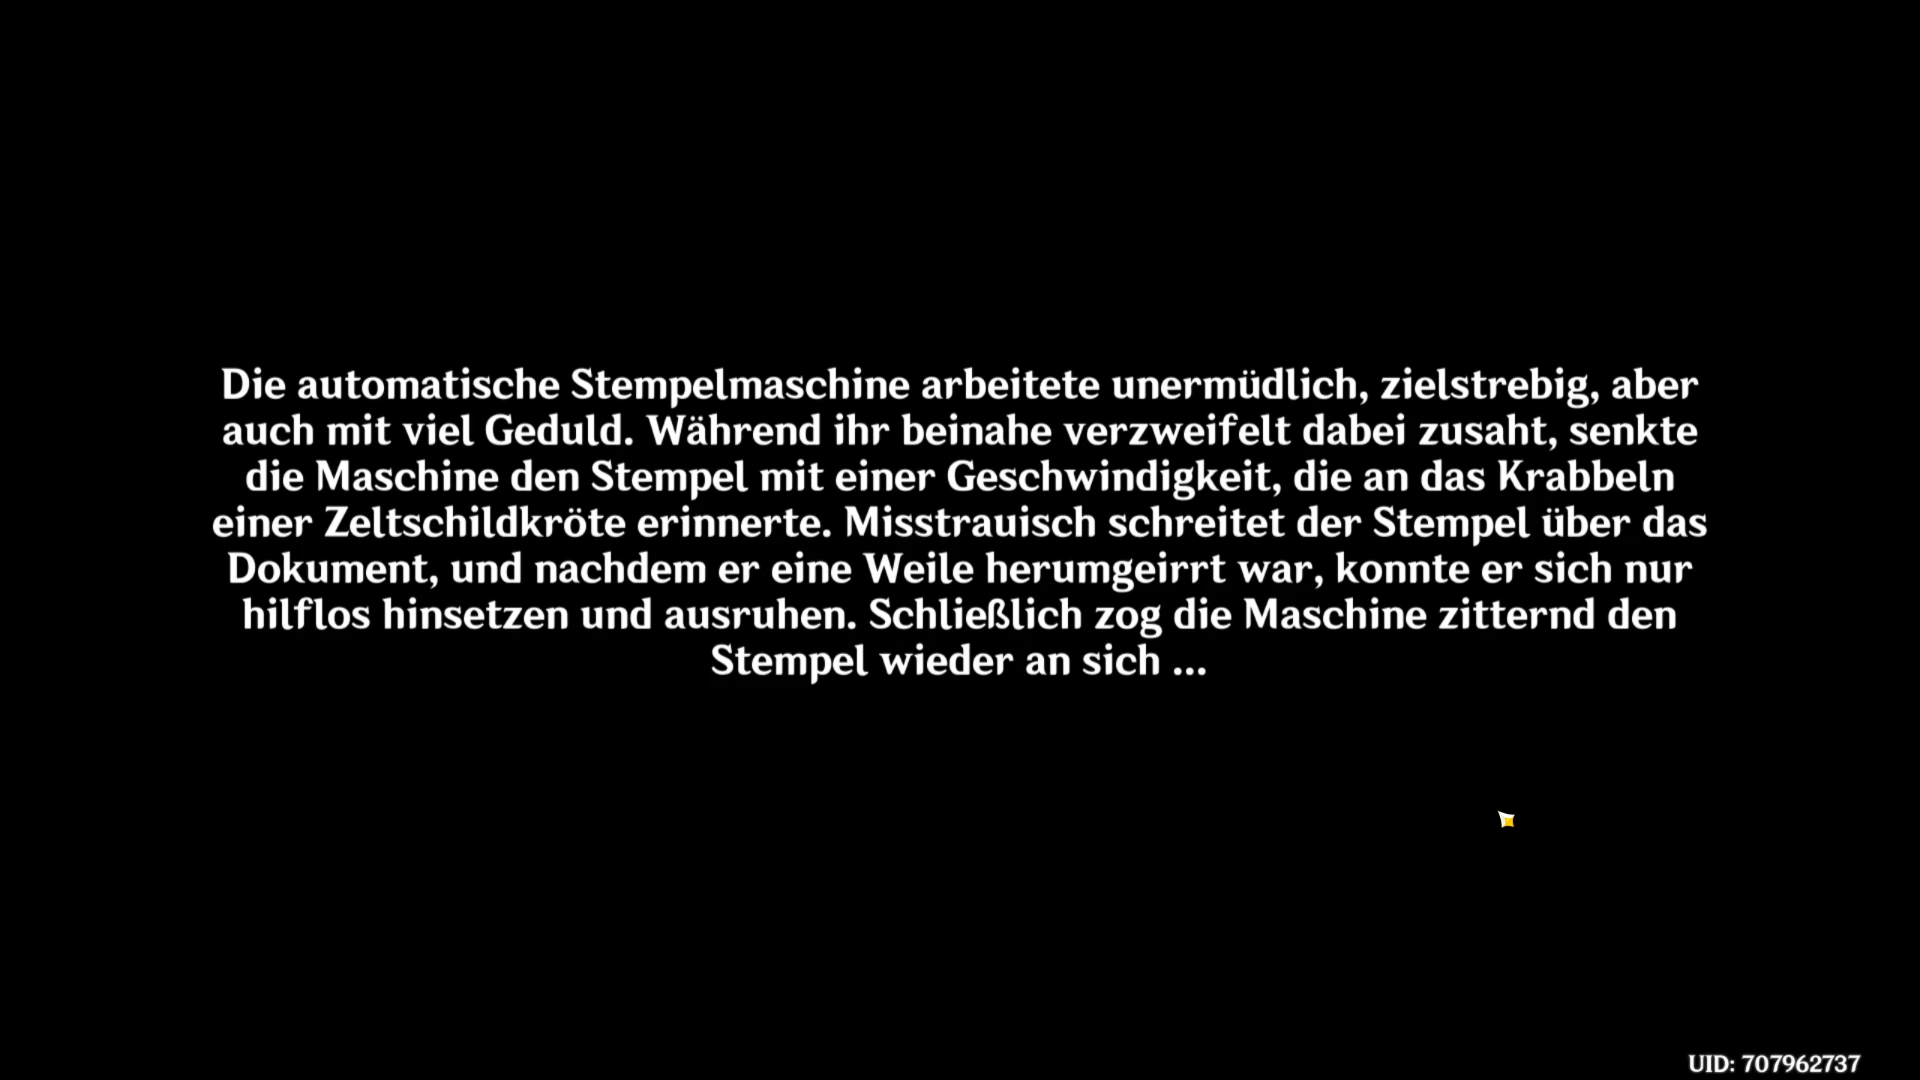 Die automatische Stempelmaschine arbeitete unermüdlich, zielstrebig, aber
auch mit viel Geduld. Während ihr beinahe verzweifelt dabei zusaht, senkte
die Maschine den Stempel mit einer Geschwindigkeit, die an das Krabbeln
einer Zeltschildkröte erinnerte. Misstrauisch schreitet der Stempel über das
Dokument, und nachdem er eine Weile herumgeirrt war, konnte er sich nur
hilflos hinsetzen und ausruhen. Schließlich zog die Maschine zitternd den
Stempel wieder an sich ...
UID: 707962737